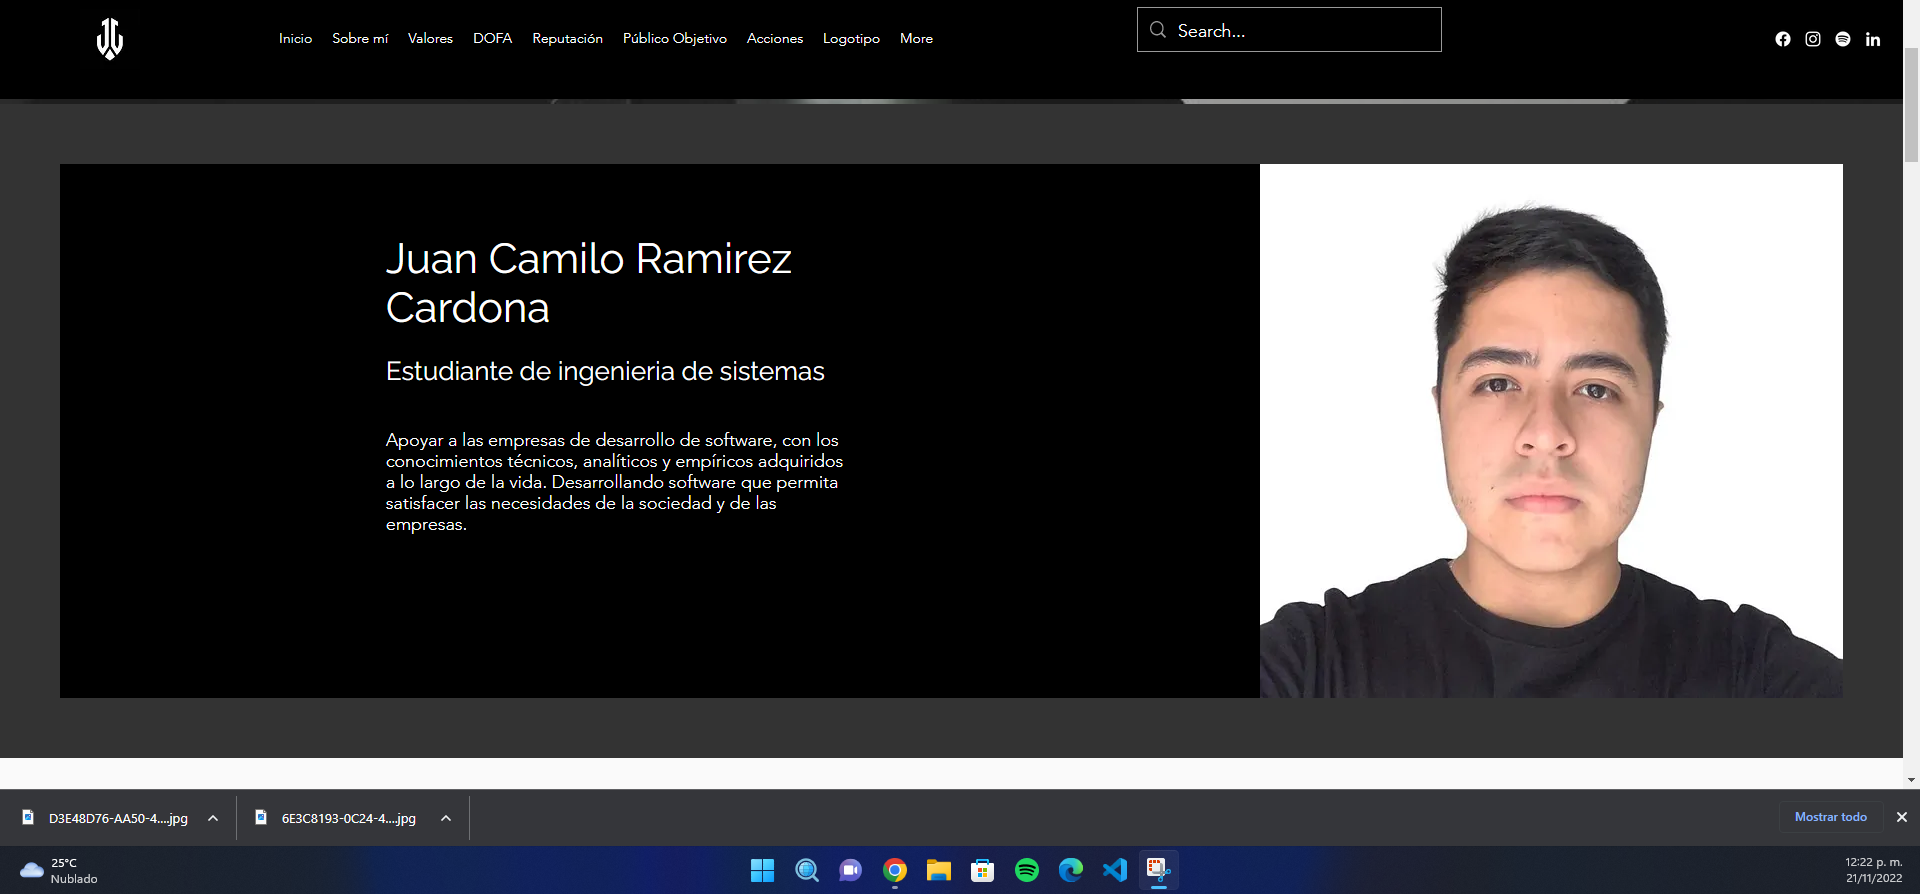 Inicio Sobre mí Valores DOFA Reputación Público Objetivo Acciones Logotipo More
Search...
Juan Camilo Ramirez
Cardona
Estudiante de ingenieria de sistemas
Apoyar a las empresas de desarrollo de software, con los
conocimientos técnicos, analíticos y empíricos adquiridos
a lo largo de la vida. Desarrollando software que permita
satisfacer las necesidades de la sociedad y de las
empresas.
D3E48D76-AA50-4....jpg
6E3C8193-0C24-4....jpg
Mostrar todo
25°C
Nublado
12:22 p. m.
21/11/2022